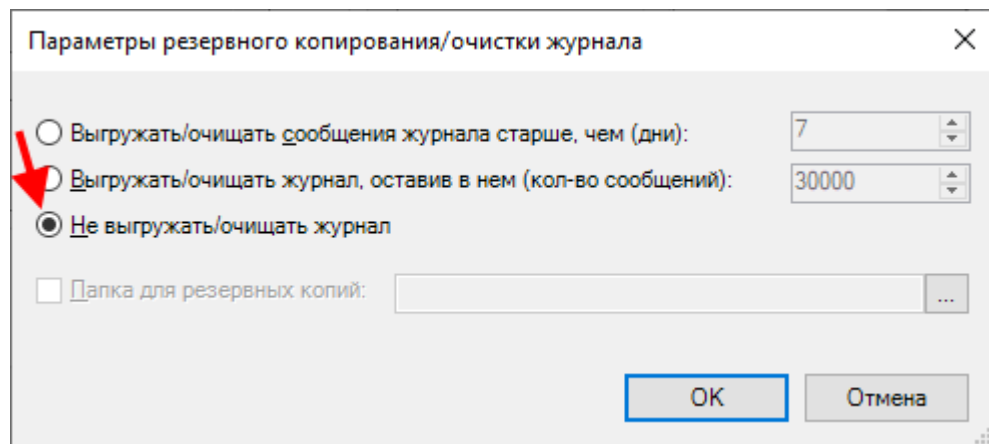 Параметры резервного копирования/очистки журнала
Выгружать/очищать сообщения журнала старше, чем (дни): 7
Выгружать/очищать журнал, оставив в нем (кол-во сообщений): 30000
Не выгружать/очищать журнал
Папка для резервных копий: ...
OK Отмена